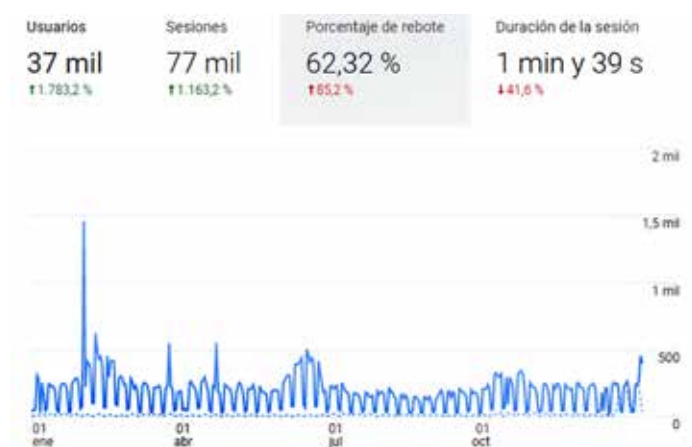 Usuarios
Sesiones
Porcentaje de rebote
Duración de la sesión
37 mil
77 mil
62,32 %
1 min y 39 s
↑1.783,2 %
↑1.163,2 %
↑85,2 %
↓41,6 %
2 mil
1,5 mil
1 mil
500
0
01 ene
01 abr
01 jul
01 oct